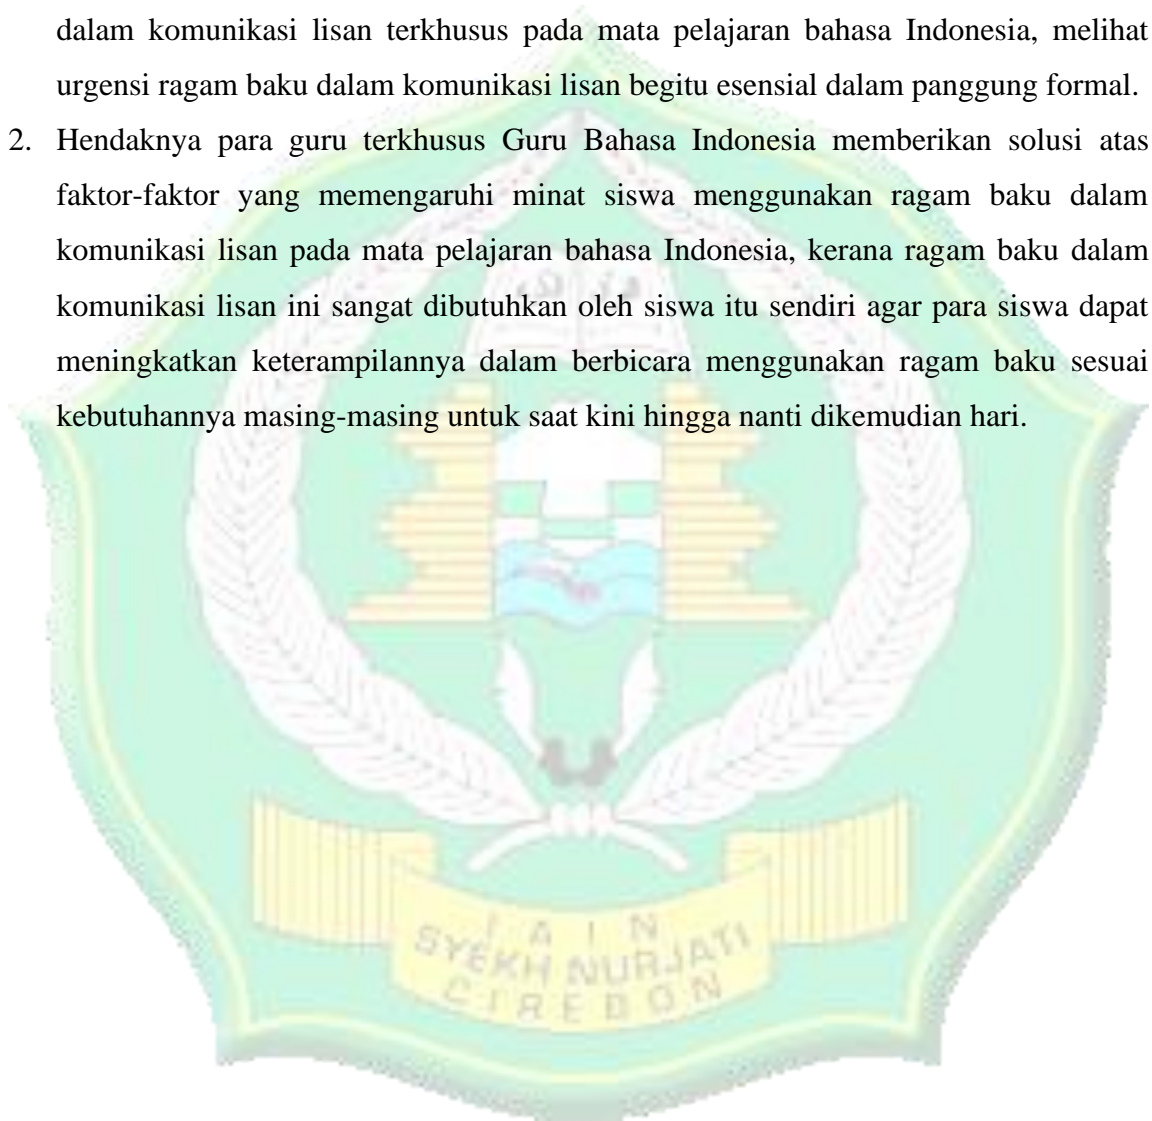 dalam komunikasi lisan terkhusus pada mata pelajaran bahasa Indonesia, melihat
urgensi ragam baku dalam komunikasi lisan begitu esensial dalam panggung formal.
2. Hendaknya para guru terkhusus Guru Bahasa Indonesia memberikan solusi atas
faktor-faktor yang memengaruhi minat siswa menggunakan ragam baku dalam
komunikasi lisan pada mata pelajaran bahasa Indonesia, kerana ragam baku dalam
komunikasi lisan ini sangat dibutuhkan oleh siswa itu sendiri agar para siswa dapat
meningkatkan keterampilannya dalam berbicara menggunakan ragam baku sesuai
kebutuhannya masing-masing untuk saat kini hingga nanti dikemudian hari.
IAIN
SYEKH NURJATI
CIREBON